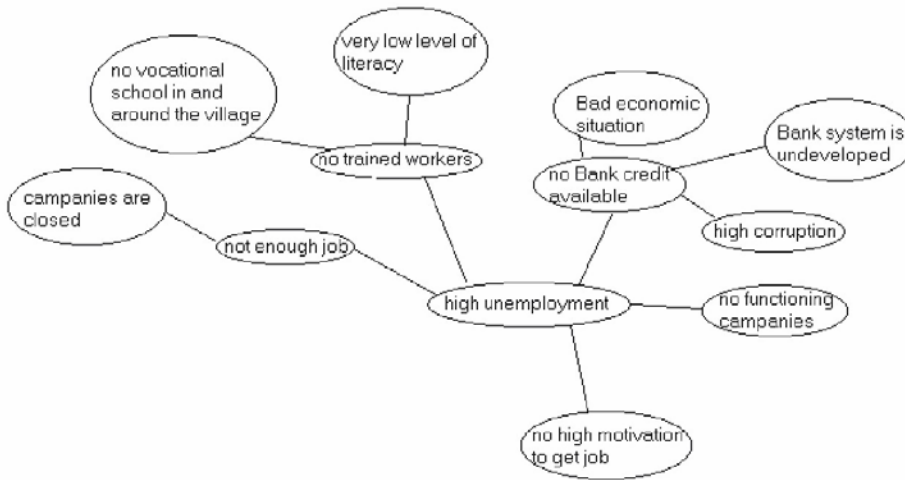 very low level of
literacy
no vocational
school in and
around the village
Bad economic
situation
Bank system is
undeveloped
no trained workers
no Bank credit
available
campanies are
closed
high corruption
not enough job
high unemployment
no functioning
campanies
no high motivation
to get job